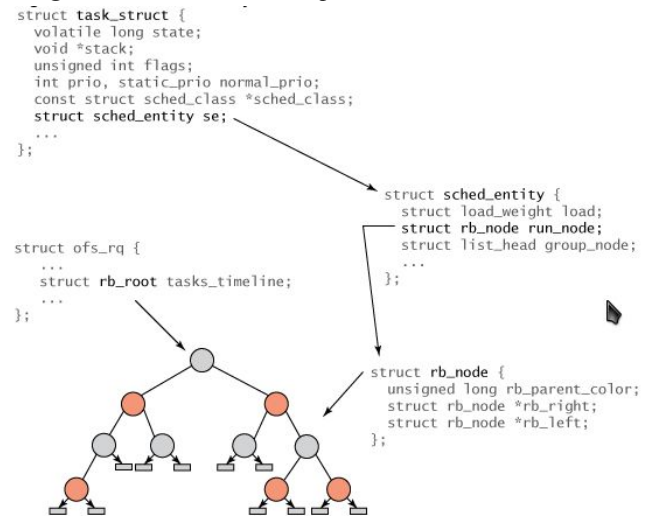 struct task_struct {
volatile long state;
void *stack;
unsigned int flags;
int prio, static_prio normal_prio;
const struct sched_class *sched_class;
struct sched_entity se;
...
};
struct sched_entity {
struct load_weight load;
struct rb_node run_node;
struct list_head group_node;
...
};
struct ofs_rq {
...
struct rb_root tasks_timeline;
...
};
struct rb_node {
unsigned long rb_parent_color;
struct rb_node *rb_right;
struct rb_node *rb_left;
};